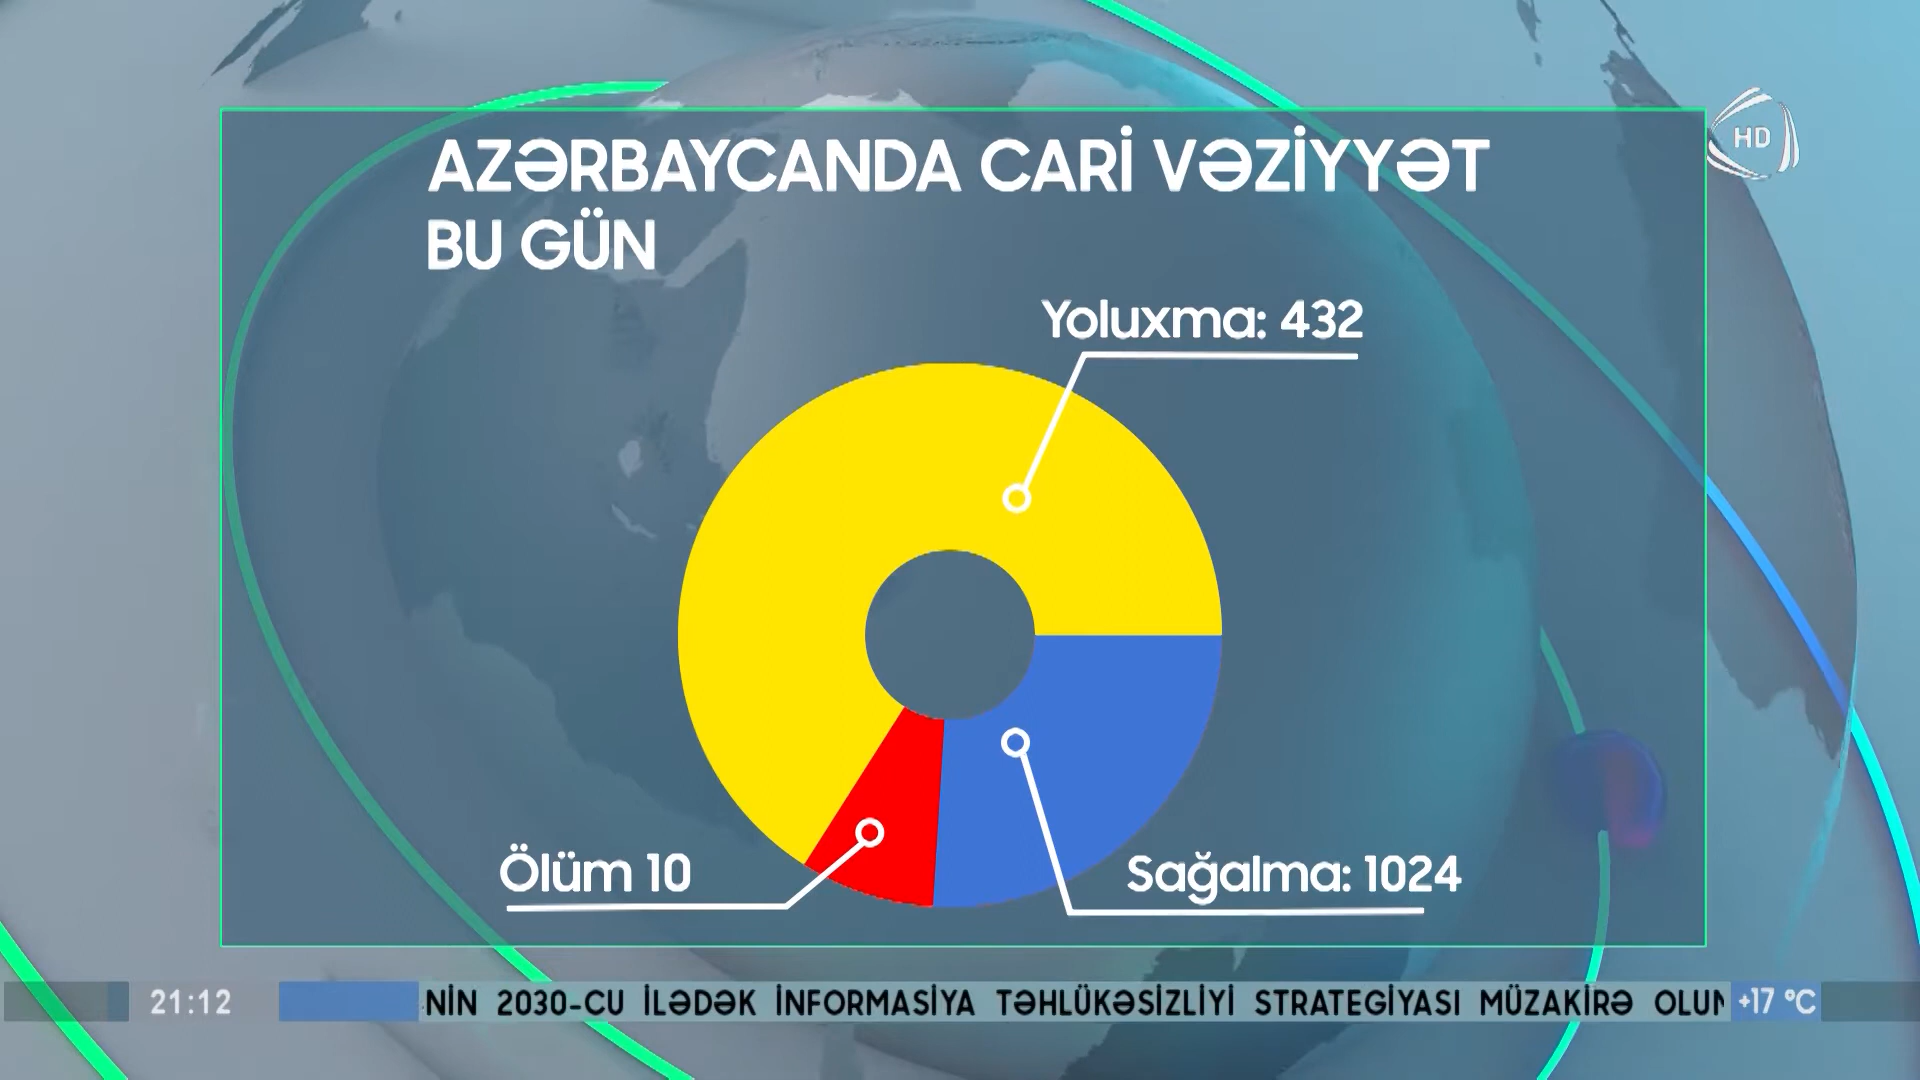 AZƏRBAYCANDA CARİ VƏZİYYƏT
BU GÜN
HD
Yoluxma: 432
Ölüm 10
Sağalma: 1024
21:12
NİN 2030-CU İLƏDƏK İNFORMASİYA TƏHLÜKƏSİZLİYİ STRATEGİYASI MÜZAKİRƏ OLUN
+17 °C